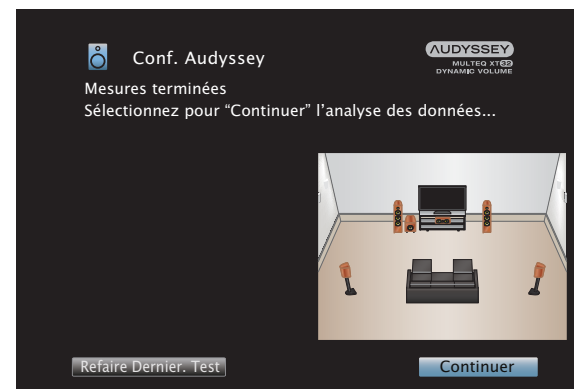 Conf. Audyssey
AUDYSSEY
MULTEQ XT32
DYNAMIC VOLUME
Mesures terminées
Sélectionnez pour “Continuer” l’analyse des données...
Refaire Dernier. Test
Continuer